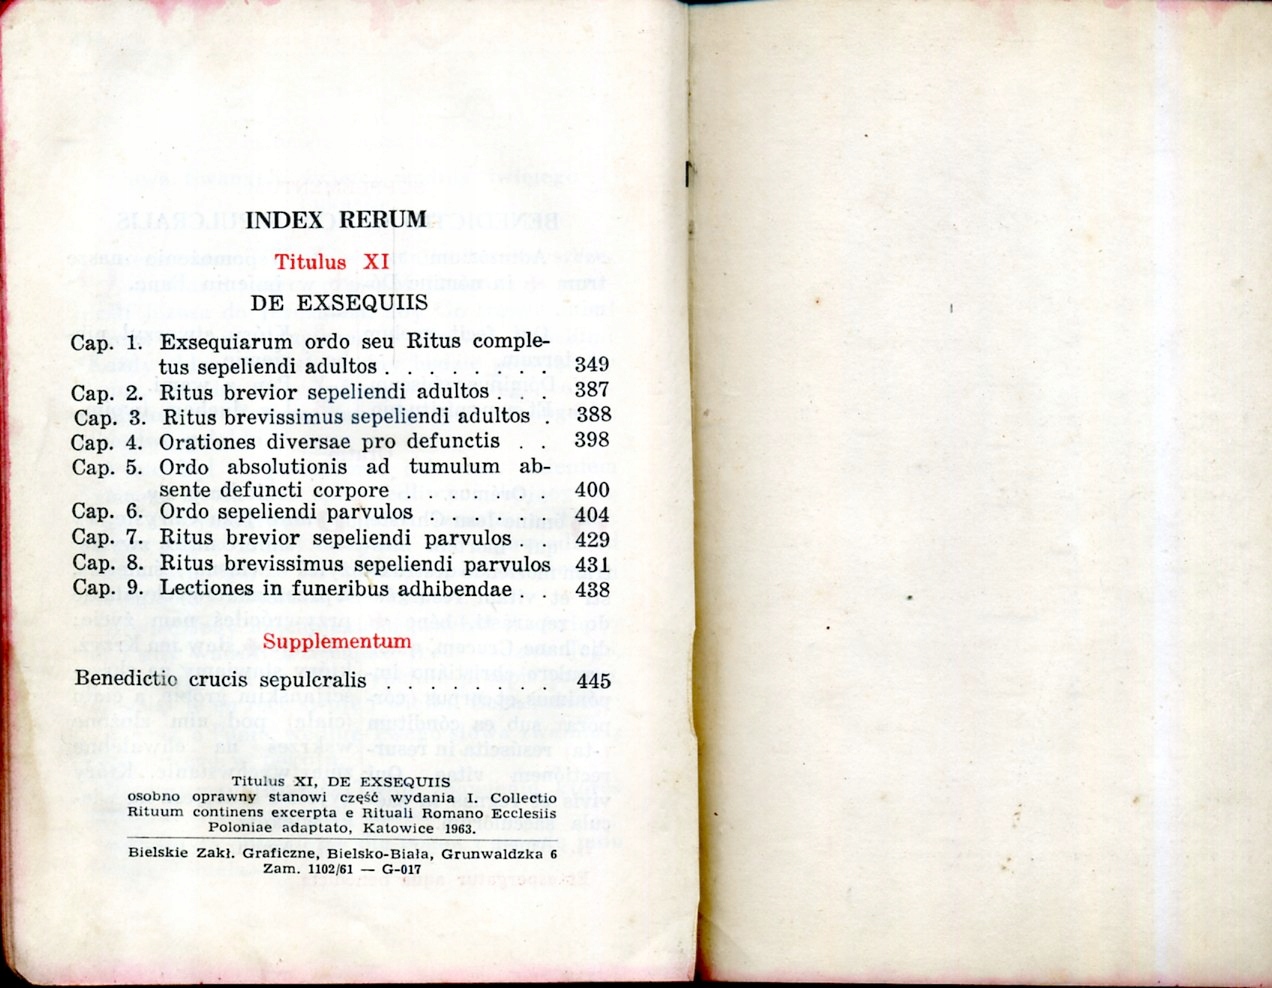 INDEX RERUM
Titulus XI
DE EXSEQUIIS
Cap. 1. Exsequiarum ordo seu Ritus comple-
tus sepeliendi adultos . . . . . . . . 349
Cap. 2. Ritus brevior sepeliendi adultos . . . 387
Cap. 3. Ritus brevissimus sepeliendi adultos . 388
Cap. 4. Orationes diversae pro defunctis . . 398
Cap. 5. Ordo absolutionis ad tumulum ab-
sente defuncti corpore . . . . . . . 400
Cap. 6. Ordo sepeliendi parvulos . . . . . . 404
Cap. 7. Ritus brevior sepeliendi parvulos . . 429
Cap. 8. Ritus brevissimus sepeliendi parvulos 431
Cap. 9. Lectiones in funeribus adhibendae . . 438
Supplementum
Benedictio crucis sepulcralis . . . . . . . . 445
Titulus XI, DE EXSEQUIIS
osobno oprawny stanowi część wydania I. Collectio
Rituum continens excerpta e Rituali Romano Ecclesiis
Poloniae adaptato, Katowice 1963.
Bielskie Zakł. Graficzne, Bielsko-Biała, Grunwaldzka 6
Zam. 1102/61 — G-017